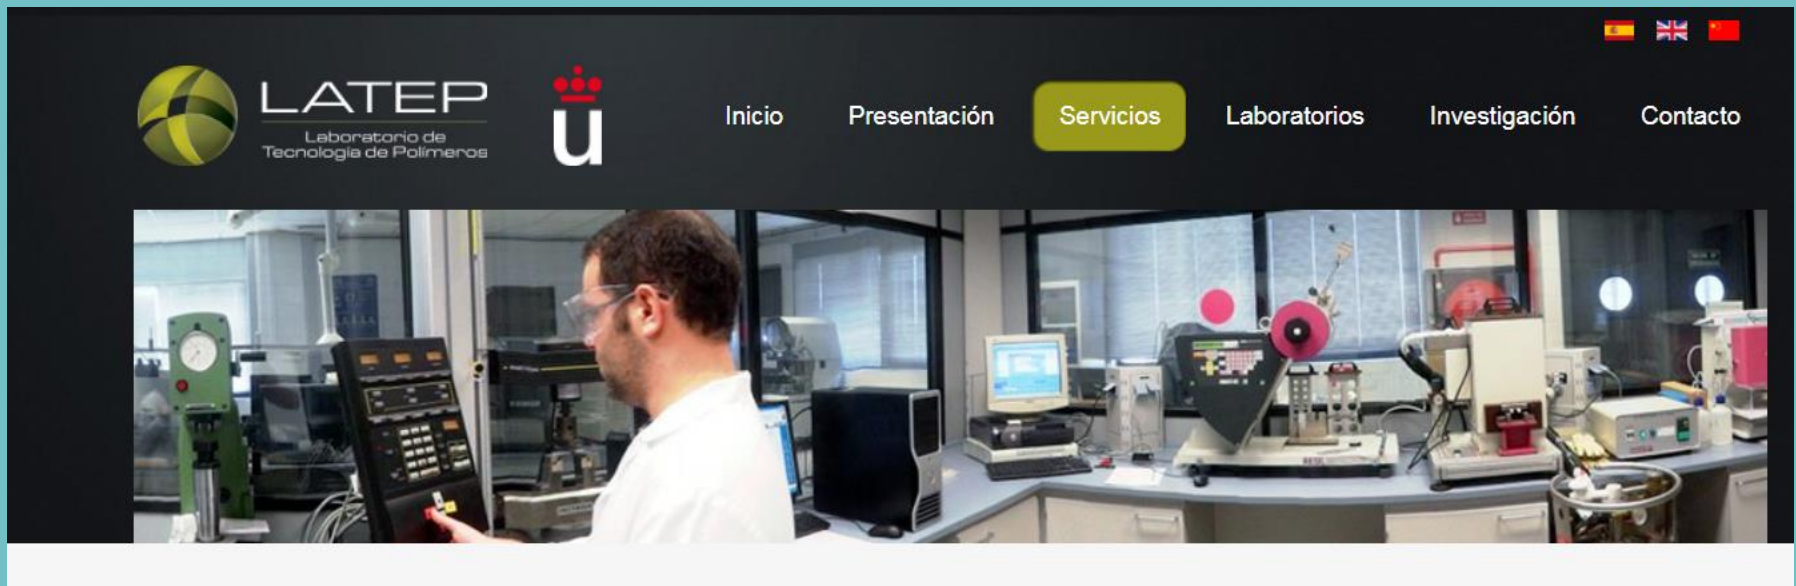 LATEP
Laboratorio de
Tecnología de Polímeros
u
Inicio Presentación Servicios Laboratorios Investigación Contacto